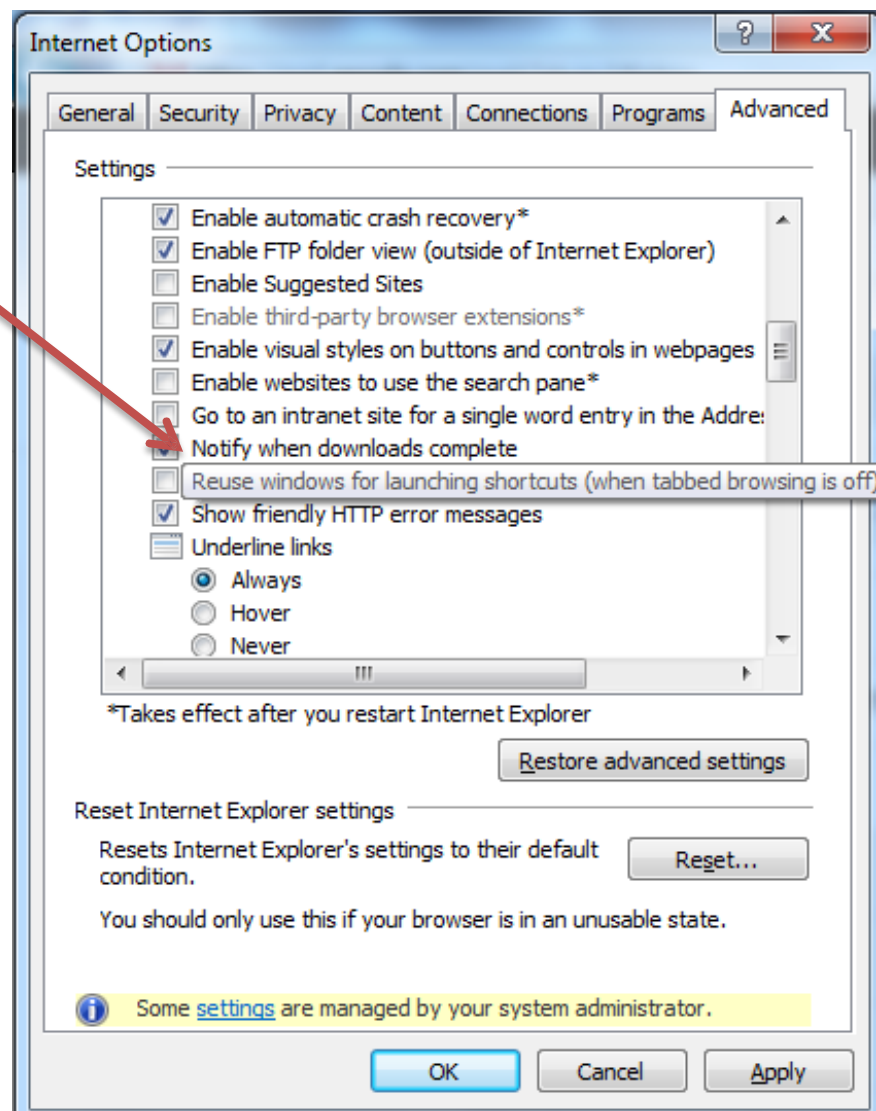 Internet Options
General Security Privacy Content Connections Programs Advanced
Settings
Enable automatic crash recovery*
Enable FTP folder view (outside of Internet Explorer)
Enable Suggested Sites
Enable third-party browser extensions*
Enable visual styles on buttons and controls in webpages
Enable websites to use the search pane*
Go to an intranet site for a single word entry in the Addre
Notify when downloads complete
Reuse windows for launching shortcuts (when tabbed browsing is off)
Show friendly HTTP error messages
Underline links
Always
Hover
Never
*Takes effect after you restart Internet Explorer
Restore advanced settings
Reset Internet Explorer settings
Resets Internet Explorer's settings to their default
condition.
Reset...
You should only use this if your browser is in an unusable state.
Some settings are managed by your system administrator.
OK Cancel Apply